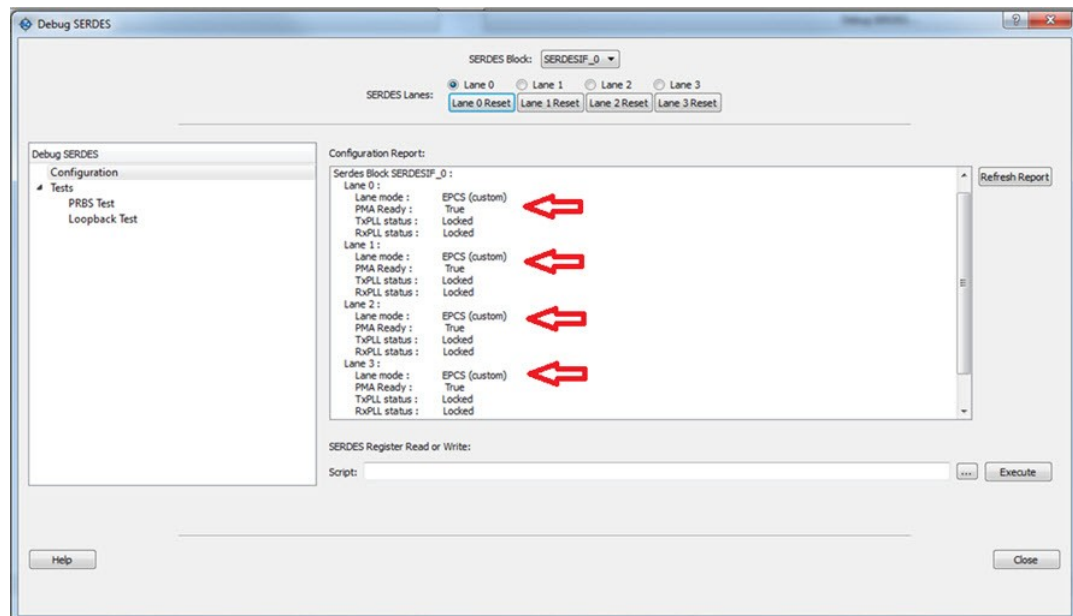 Debug SERDES
SERDES Block: SERDESIF_0
SERDES Lanes:
Lane 0 Lane 1 Lane 2 Lane 3
Lane 0 Reset Lane 1 Reset Lane 2 Reset Lane 3 Reset
Debug SERDES
Configuration
Tests
PRBS Test
Loopback Test
Configuration Report:
Serdes Block SERDESIF_0 :
Lane 0 :
Lane mode : EPCS (custom)
PMA Ready : True
TxPLL status : Locked
RxPLL status : Locked
Lane 1 :
Lane mode : EPCS (custom)
PMA Ready : True
TxPLL status : Locked
RxPLL status : Locked
Lane 2 :
Lane mode : EPCS (custom)
PMA Ready : True
TxPLL status : Locked
RxPLL status : Locked
Lane 3 :
Lane mode : EPCS (custom)
PMA Ready : True
TxPLL status : Locked
RxPLL status : Locked
Refresh Report
SERDES Register Read or Write:
Script:
... Execute
Help Close